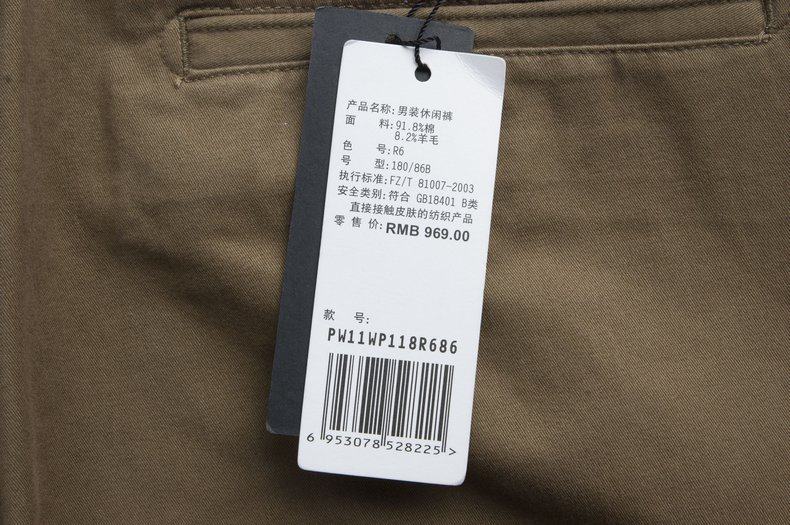 产品名称:男装休闲裤
面 料:91.8%棉
8.2%羊毛
色 号:R6
号 型:180/86B
执行标准:FZ/T 81007-2003
安全类别:符合 GB18401 B类
直接接触皮肤的纺织产品
零 售 价:RMB 969.00
款 号:
PW11WP118R686
6 953078 528225 >